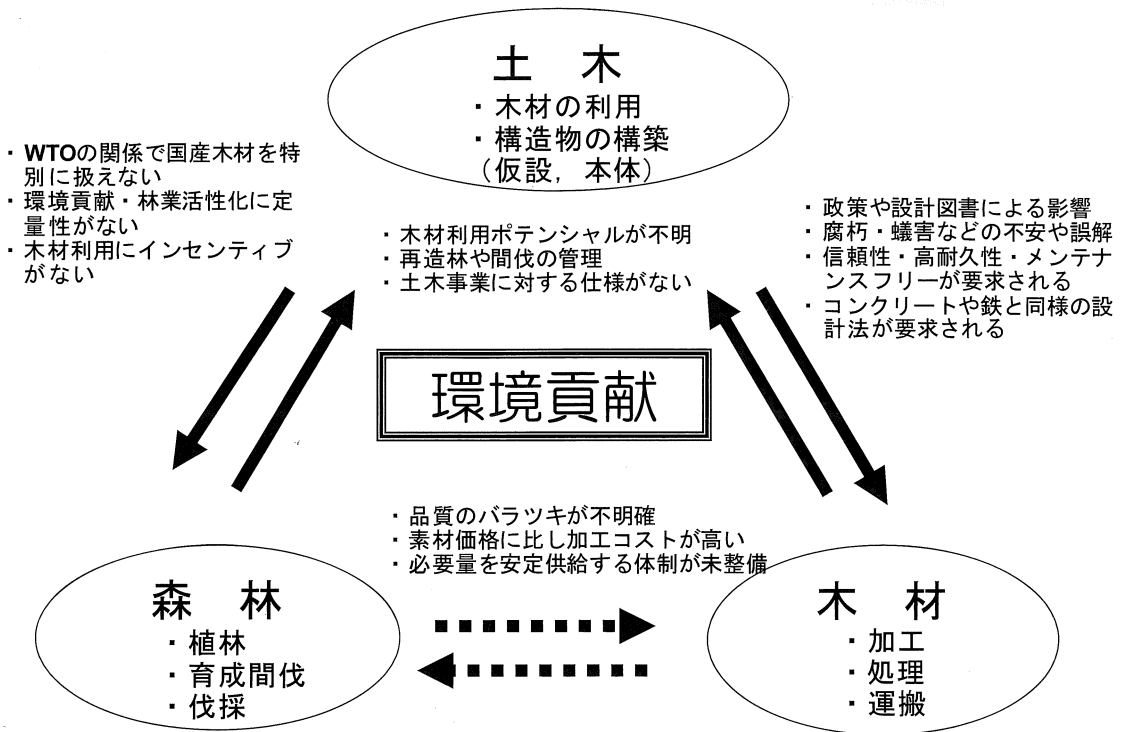 土　木
・木材の利用
・構造物の構築
（仮設，本体）
・WTOの関係で国産木材を特
別に扱えない
・環境貢献・林業活性化に定
量性がない
・木材利用にインセンティブ
がない
・木材利用ポテンシャルが不明
・再造林や間伐の管理
・土木事業に対する仕様がない
・政策や設計図書による影響
・腐朽・蟻害などの不安や誤解
・信頼性・高耐久性・メンテナ
ンスフリーが要求される
・コンクリートや鉄と同様の設
計法が要求される
環境貢献
・品質のバラツキが不明確
・素材価格に比し加工コストが高い
・必要量を安定供給する体制が未整備
森　林
・植林
・育成間伐
・伐採
木　材
・加工
・処理
・運搬